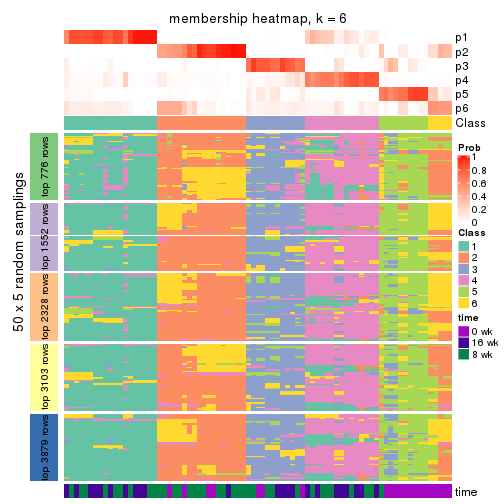 membership heatmap, k = 6
p1
p2
p3
p4
p5
p6
Class
50 x 5 random samplings
top 776 rows
top 1552 rows
top 2328 rows
top 3103 rows
top 3879 rows
time
Prob
1
0.8
0.6
0.4
0.2
0
Class
1
2
3
4
5
6
time
0 wk
16 wk
8 wk